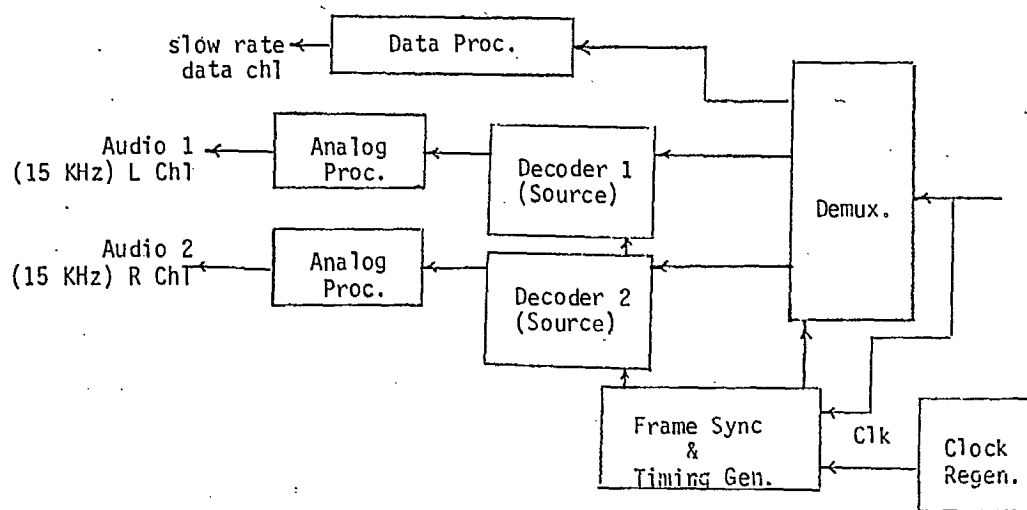 slow rate
data chl
Data Proc.
Audio 1
(15 KHz) L Chl
Analog
Proc.
Decoder 1
(Source)
Demux.
Audio 2
(15 KHz) R Chl
Analog
Proc.
Decoder 2
(Source)
Frame Sync
&
Timing Gen.
Clk
Clock
Regen.